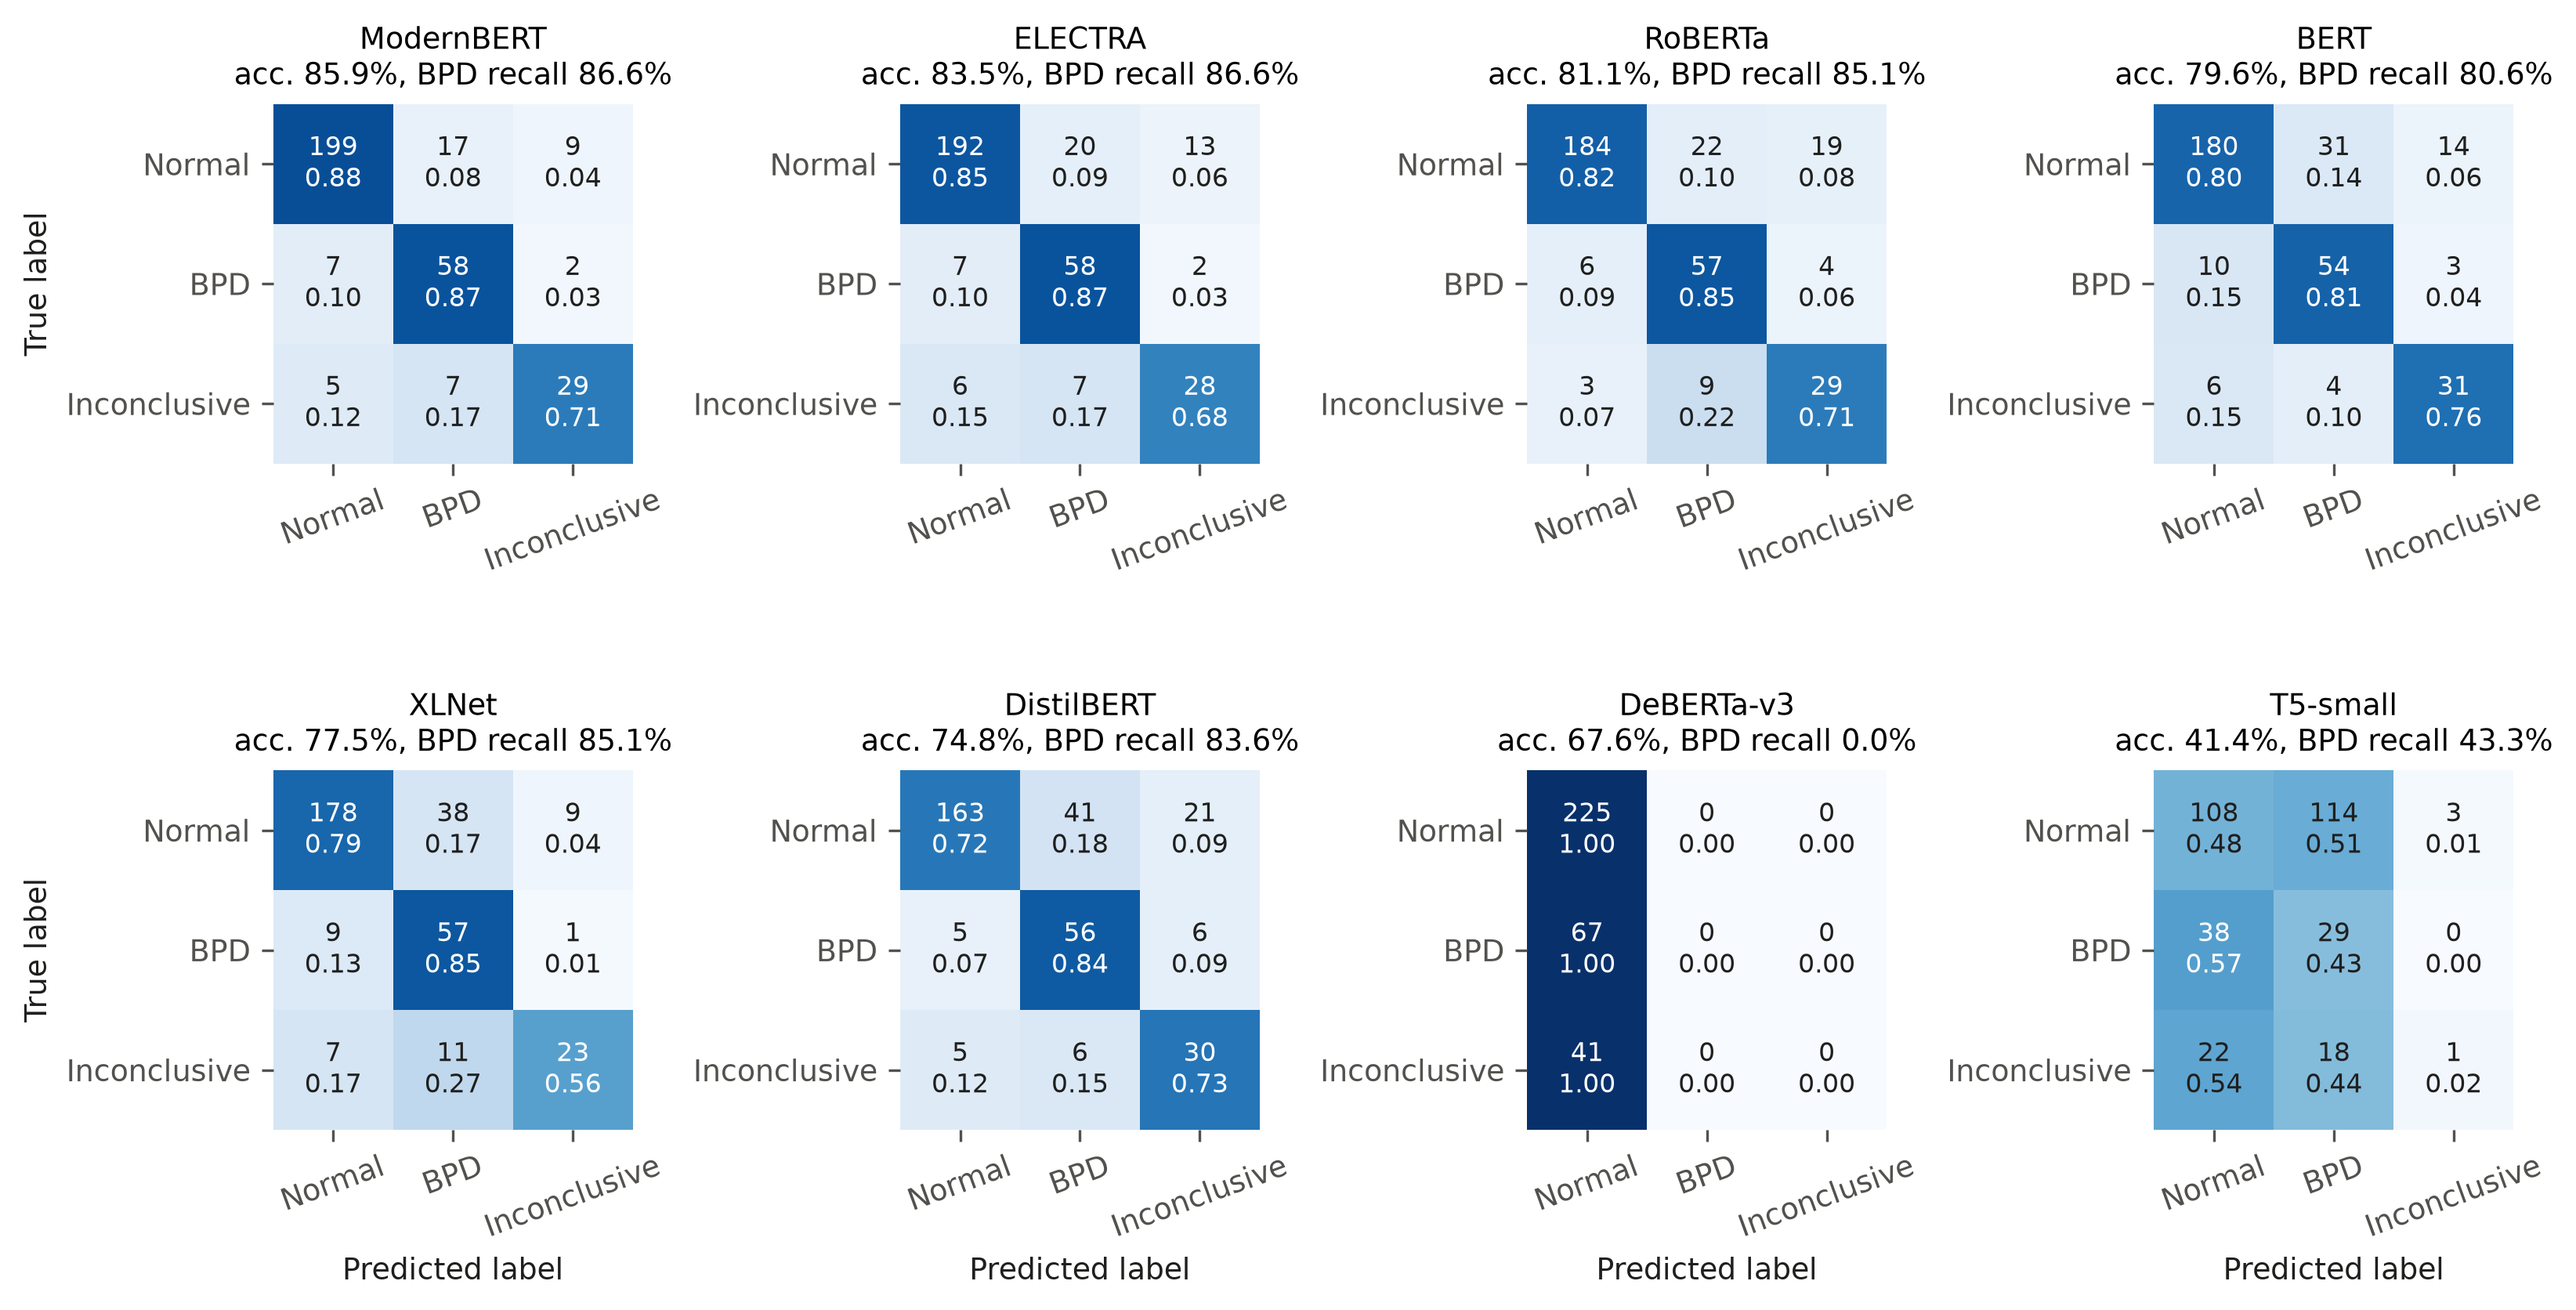 ModernBERT
acc. 85.9%, BPD recall 86.6%
True label
Normal
BPD
Inconclusive
199 17 9
0.88 0.08 0.04
7 58 2
0.10 0.87 0.03
5 7 29
0.12 0.17 0.71
Normal BPD Inconclusive
ELECTRA
acc. 83.5%, BPD recall 86.6%
Normal
BPD
Inconclusive
192 20 13
0.85 0.09 0.06
7 58 2
0.10 0.87 0.03
6 7 28
0.15 0.17 0.68
Normal BPD Inconclusive
RoBERTa
acc. 81.1%, BPD recall 85.1%
Normal
BPD
Inconclusive
184 22 19
0.82 0.10 0.08
6 57 4
0.09 0.85 0.06
3 9 29
0.07 0.22 0.71
Normal BPD Inconclusive
BERT
acc. 79.6%, BPD recall 80.6%
Normal
BPD
Inconclusive
180 31 14
0.80 0.14 0.06
10 54 3
0.15 0.81 0.04
6 4 31
0.15 0.10 0.76
Normal BPD Inconclusive
XLNet
acc. 77.5%, BPD recall 85.1%
True label
Normal
BPD
Inconclusive
178 38 9
0.79 0.17 0.04
9 57 1
0.13 0.85 0.01
7 11 23
0.17 0.27 0.56
Normal BPD Inconclusive
Predicted label
DistilBERT
acc. 74.8%, BPD recall 83.6%
Normal
BPD
Inconclusive
163 41 21
0.72 0.18 0.09
5 56 6
0.07 0.84 0.09
5 6 30
0.12 0.15 0.73
Normal BPD Inconclusive
Predicted label
DeBERTa-v3
acc. 67.6%, BPD recall 0.0%
Normal
BPD
Inconclusive
225 0 0
1.00 0.00 0.00
67 0 0
1.00 0.00 0.00
41 0 0
1.00 0.00 0.00
Normal BPD Inconclusive
Predicted label
T5-small
acc. 41.4%, BPD recall 43.3%
Normal
BPD
Inconclusive
108 114 3
0.48 0.51 0.01
38 29 0
0.57 0.43 0.00
22 18 1
0.54 0.44 0.02
Normal BPD Inconclusive
Predicted label